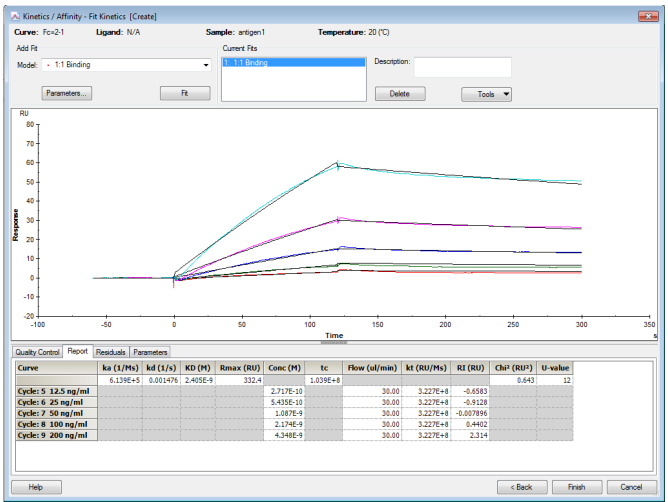 Kinetics / Affinity - Fit Kinetics [Create]
Curve: Fc=2-1 Ligand: N/A Sample: antigen1 Temperature: 20 (°C)
Add Fit
Current Fits
Model: 1:1 Binding
1: 1:1 Binding
Description:
Parameters... Fit
Delete Tools
RU
80
70
60
50
40
30
20
10
0
-10
-20
Response
-100 -50 0 50 100 150 200 250 300 350
Time s
Quality Control Report Residuals Parameters
Curve ka (1/Ms) kd (1/s) KD (M) Rmax (RU) Conc (M) tc Flow (ul/min) kt (RU/Ms) RI (RU) Chi² (RU²) U-value
6.139E+5 0.001476 2.405E-9 332.4 1.039E+8 0.643 12
Cycle: 5 12.5 ng/ml 2.717E-10 30.00 3.227E+8 -0.6583
Cycle: 6 25 ng/ml 5.435E-10 30.00 3.227E+8 -0.9128
Cycle: 7 50 ng/ml 1.087E-9 30.00 3.227E+8 -0.007896
Cycle: 8 100 ng/ml 2.174E-9 30.00 3.227E+8 0.4402
Cycle: 9 200 ng/ml 4.348E-9 30.00 3.227E+8 2.314
Help < Back Finish Cancel